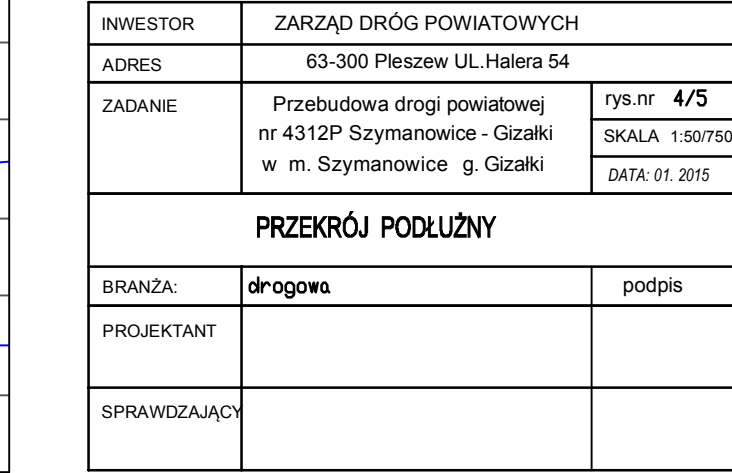 INWESTOR ZARZĄD DRÓG POWIATOWYCH
ADRES 63-300 Pleszew UL.Halera 54
ZADANIE Przebudowa drogi powiatowej rys.nr 4/5
nr 4312P Szymanowice - Gizałki SKALA 1:50/750
w m. Szymanowice g. Gizałki DATA: 01. 2015
PRZEKRÓJ PODŁUŻNY
BRANŻA: drogowa podpis
PROJEKTANT
SPRAWDZAJĄCY